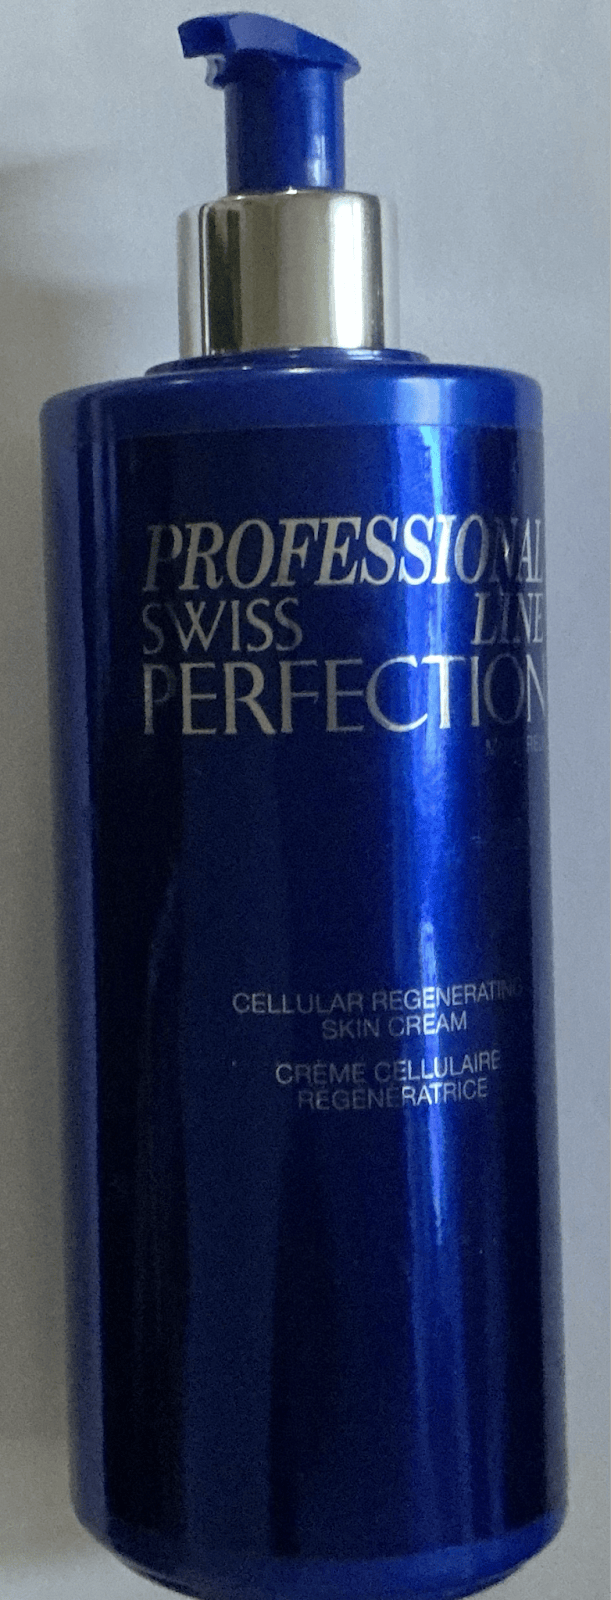 PROFESSIONAL
SWISS LINE
PERFECTION
CELLULAR REGENERATING
SKIN CREAM
CRÈME CELLULAIRE
RÉGÉNÉRATRICE